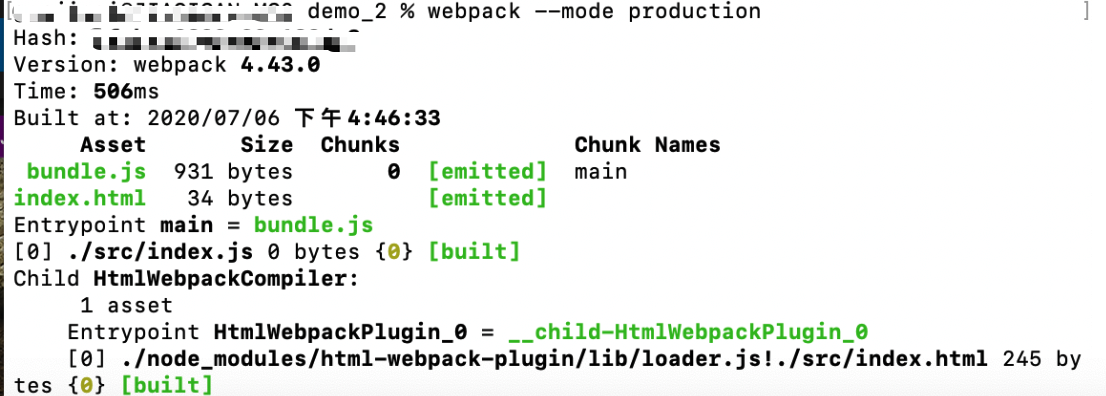 demo_2 % webpack --mode production
Hash:
Version: webpack 4.43.0
Time: 506ms
Built at: 2020/07/06 下午4:46:33
Asset Size Chunks Chunk Names
bundle.js 931 bytes 0 [emitted] main
index.html 34 bytes [emitted]
Entrypoint main = bundle.js
[0] ./src/index.js 0 bytes {0} [built]
Child HtmlWebpackCompiler:
1 asset
Entrypoint HtmlWebpackPlugin_0 = __child-HtmlWebpackPlugin_0
[0] ./node_modules/html-webpack-plugin/lib/loader.js!./src/index.html 245 by
tes {0} [built]